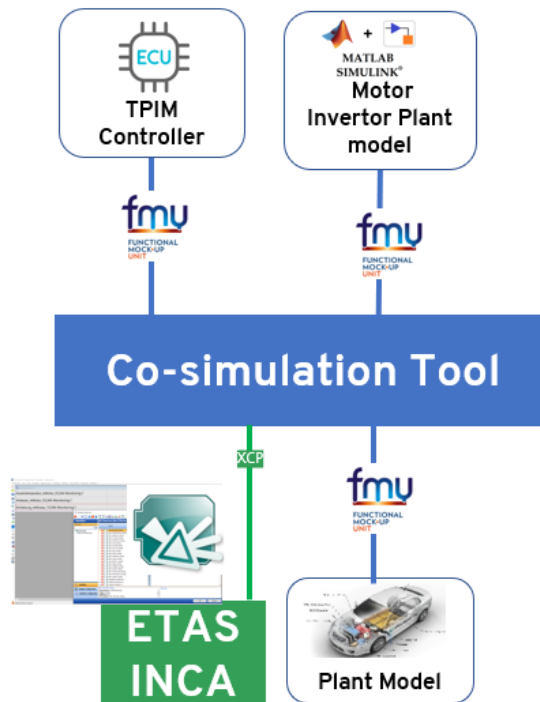 ECU
TPIM
Controller
+
MATLAB
SIMULINK®
Motor
Invertor Plant
model
fmu
FUNCTIONAL
MOCK-UP
UNIT
fmu
FUNCTIONAL
MOCK-UP
UNIT
Co-simulation Tool
XCP
fmu
FUNCTIONAL
MOCK-UP
UNIT
ETAS
INCA
Plant Model